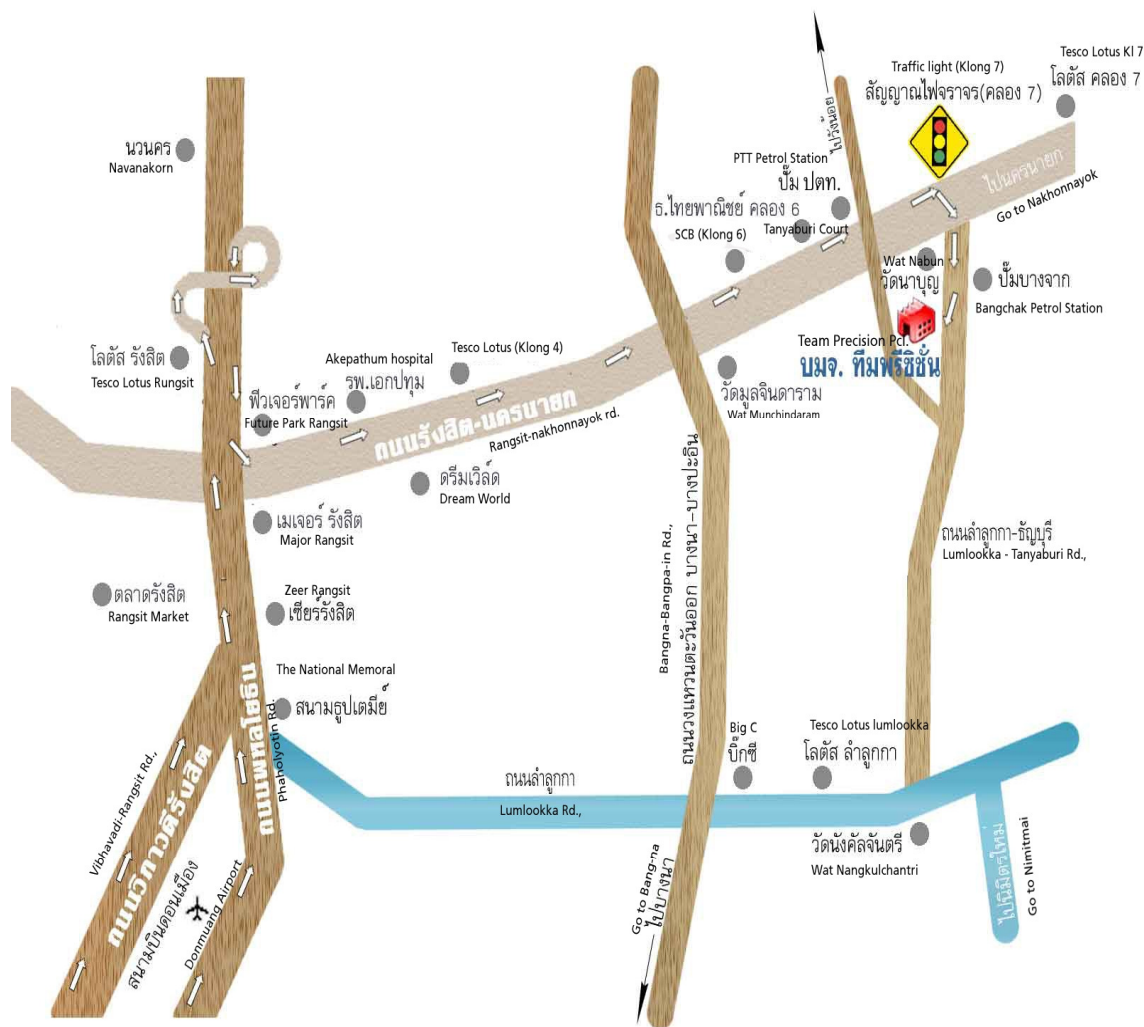 Tesco Lotus Kl 7
โลตัส คลอง 7
Traffic light (Klong 7)
สัญญาณไฟจราจร(คลอง 7)
ไปวังน้อย
นวนคร
Navanakorn
PTT Petrol Station
ปั๊ม ปตท.
ไปนครนายก
Go to Nakhonnayok
ธ.ไทยพาณิชย์ คลอง 6
SCB (Klong 6)
Tanyaburi Court
Wat Nabun
วัดนาบุญ
ปั๊มบางจาก
Bangchak Petrol Station
Team Precision Pcl.
บมจ. ทีมพรีซิชั่น
โลตัส รังสิต
Tesco Lotus Rungsit
Akepathum hospital
รพ.เอกปทุม
Tesco Lotus (Klong 4)
ฟิวเจอร์พาร์ค
Future Park Rangsit
ถนนรังสิต-นครนายก
Rangsit-nakhonnayok rd.
วัดมูลจินดาราม
Wat Munchindaram
ดรีมเวิล์ด
Dream World
เมเจอร์ รังสิต
Major Rangsit
ถนนลำลูกกา-ธัญบุรี
Lumlookka - Tanyaburi Rd.,
ตลาดรังสิต
Rangsit Market
Zeer Rangsit
เซียร์รังสิต
Bangna-Bangpa-in Rd.,
ถนนวงแหวนตะวันออก บางนา-บางปะอิน
The National Memoral
สนามธูปเตมีย์
ถนนพหลโยธิน
Phaholyotin Rd.
Vibhavadi-Rangsit Rd.,
ถนนวิภาวดีรังสิต
สนามบินดอนเมือง
Donmuang Airport
Big C
บิ๊กซี
Tesco Lotus lumlookka
โลตัส ลำลูกกา
ถนนลำลูกกา
Lumlookka Rd.,
วัดนังคัลจันตรี
Wat Nangkulchantri
Go to Bang-na
ไปบางนา
ไปนิมิตรใหม่
Go to Nimitmai